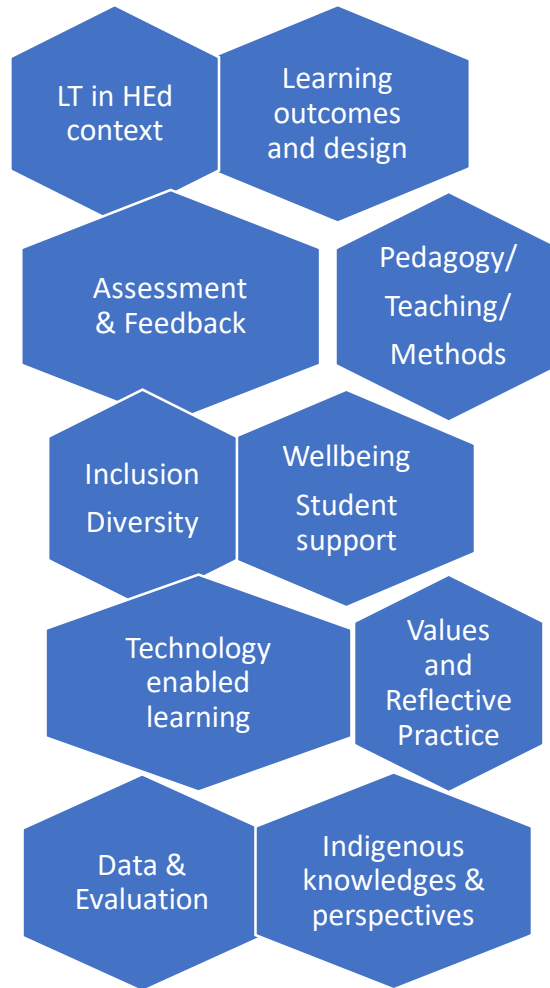 LT in HEd
context
Learning
outcomes
and design
Assessment
& Feedback
Pedagogy/
Teaching/
Methods
Inclusion
Diversity
Wellbeing
Student
support
Technology
enabled
learning
Values
and
Reflective
Practice
Data &
Evaluation
Indigenous
knowledges &
perspectives